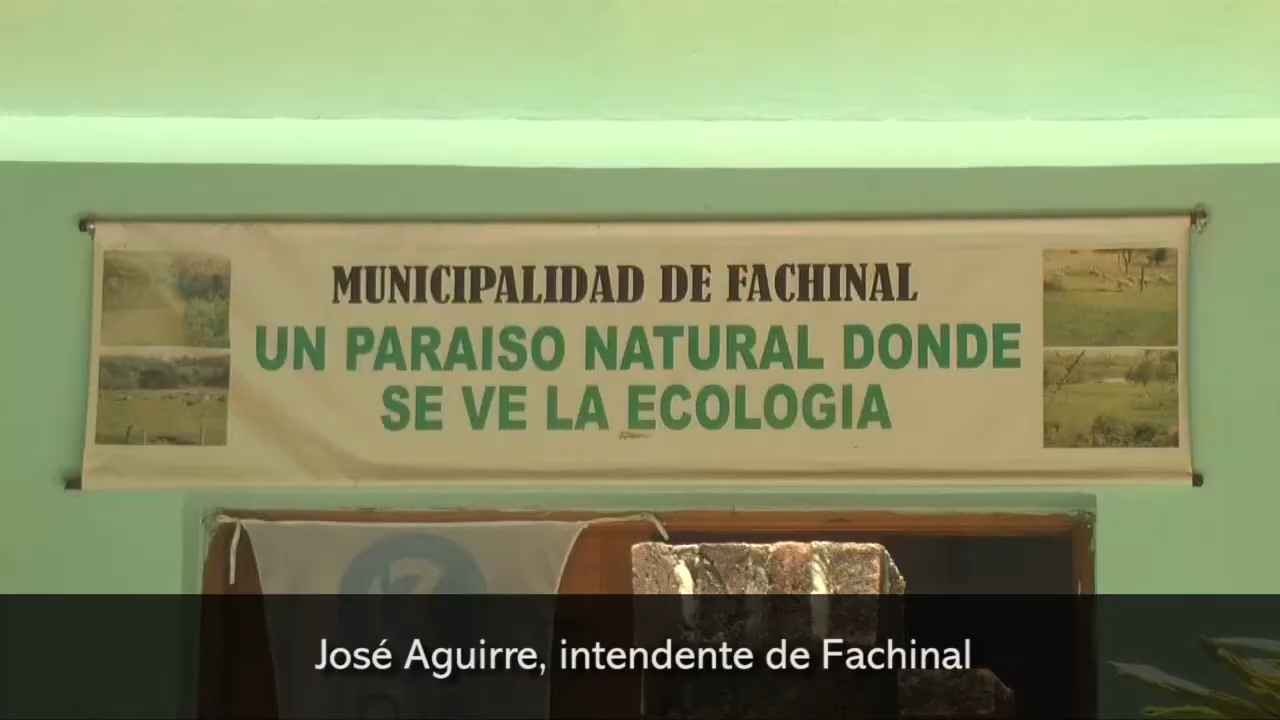 MUNICIPALIDAD DE FACHINAL
UN PARAISO NATURAL DONDE
SE VE LA ECOLOGIA
José Aguirre, intendente de Fachinal